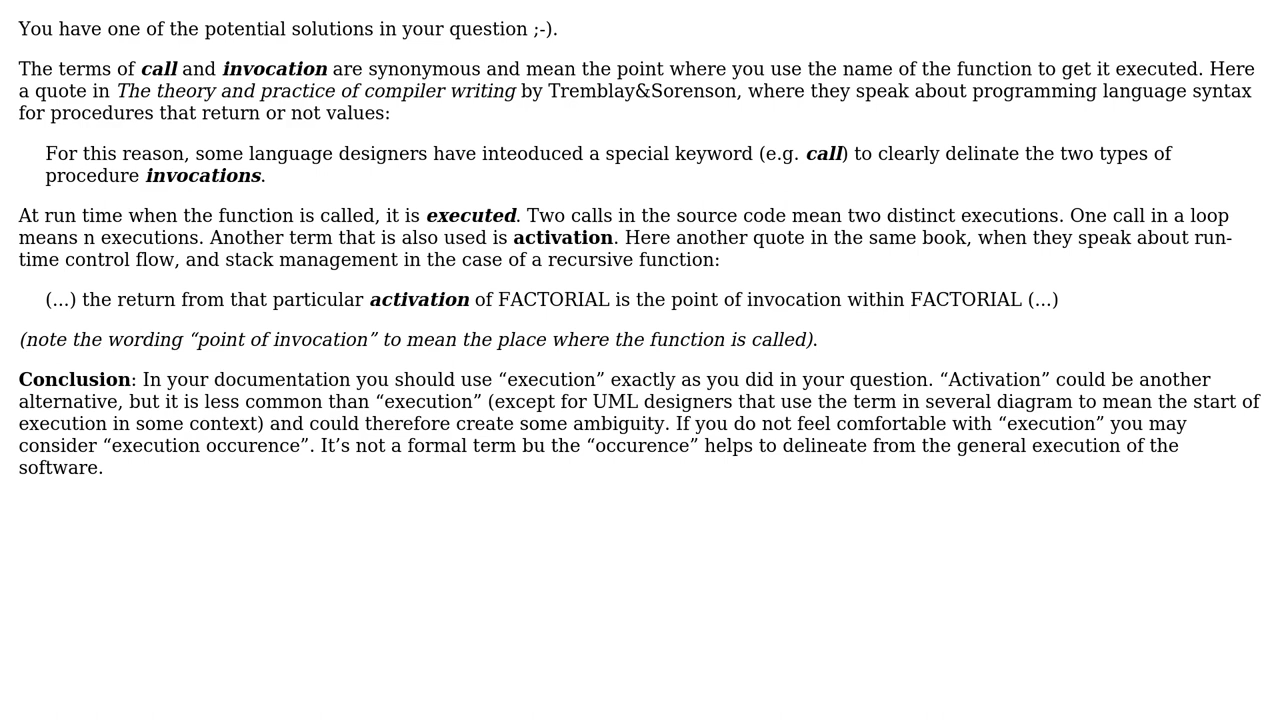 You have one of the potential solutions in your question ;-).
The terms of call and invocation are synonymous and mean the point where you use the name of the function to get it executed. Here
a quote in The theory and practice of compiler writing by Tremblay&Sorenson, where they speak about programming language syntax
for procedures that return or not values:
For this reason, some language designers have inteoduced a special keyword (e.g. call) to clearly delinate the two types of
procedure invocations.
At run time when the function is called, it is executed. Two calls in the source code mean two distinct executions. One call in a loop
means n executions. Another term that is also used is activation. Here another quote in the same book, when they speak about run-
time control flow, and stack management in the case of a recursive function:
(...) the return from that particular activation of FACTORIAL is the point of invocation within FACTORIAL (...)
(note the wording “point of invocation” to mean the place where the function is called).
Conclusion: In your documentation you should use “execution” exactly as you did in your question. “Activation” could be another
alternative, but it is less common than “execution” (except for UML designers that use the term in several diagram to mean the start of
execution in some context) and could therefore create some ambiguity. If you do not feel comfortable with “execution” you may
consider “execution occurence”. It’s not a formal term bu the “occurence” helps to delineate from the general execution of the
software.